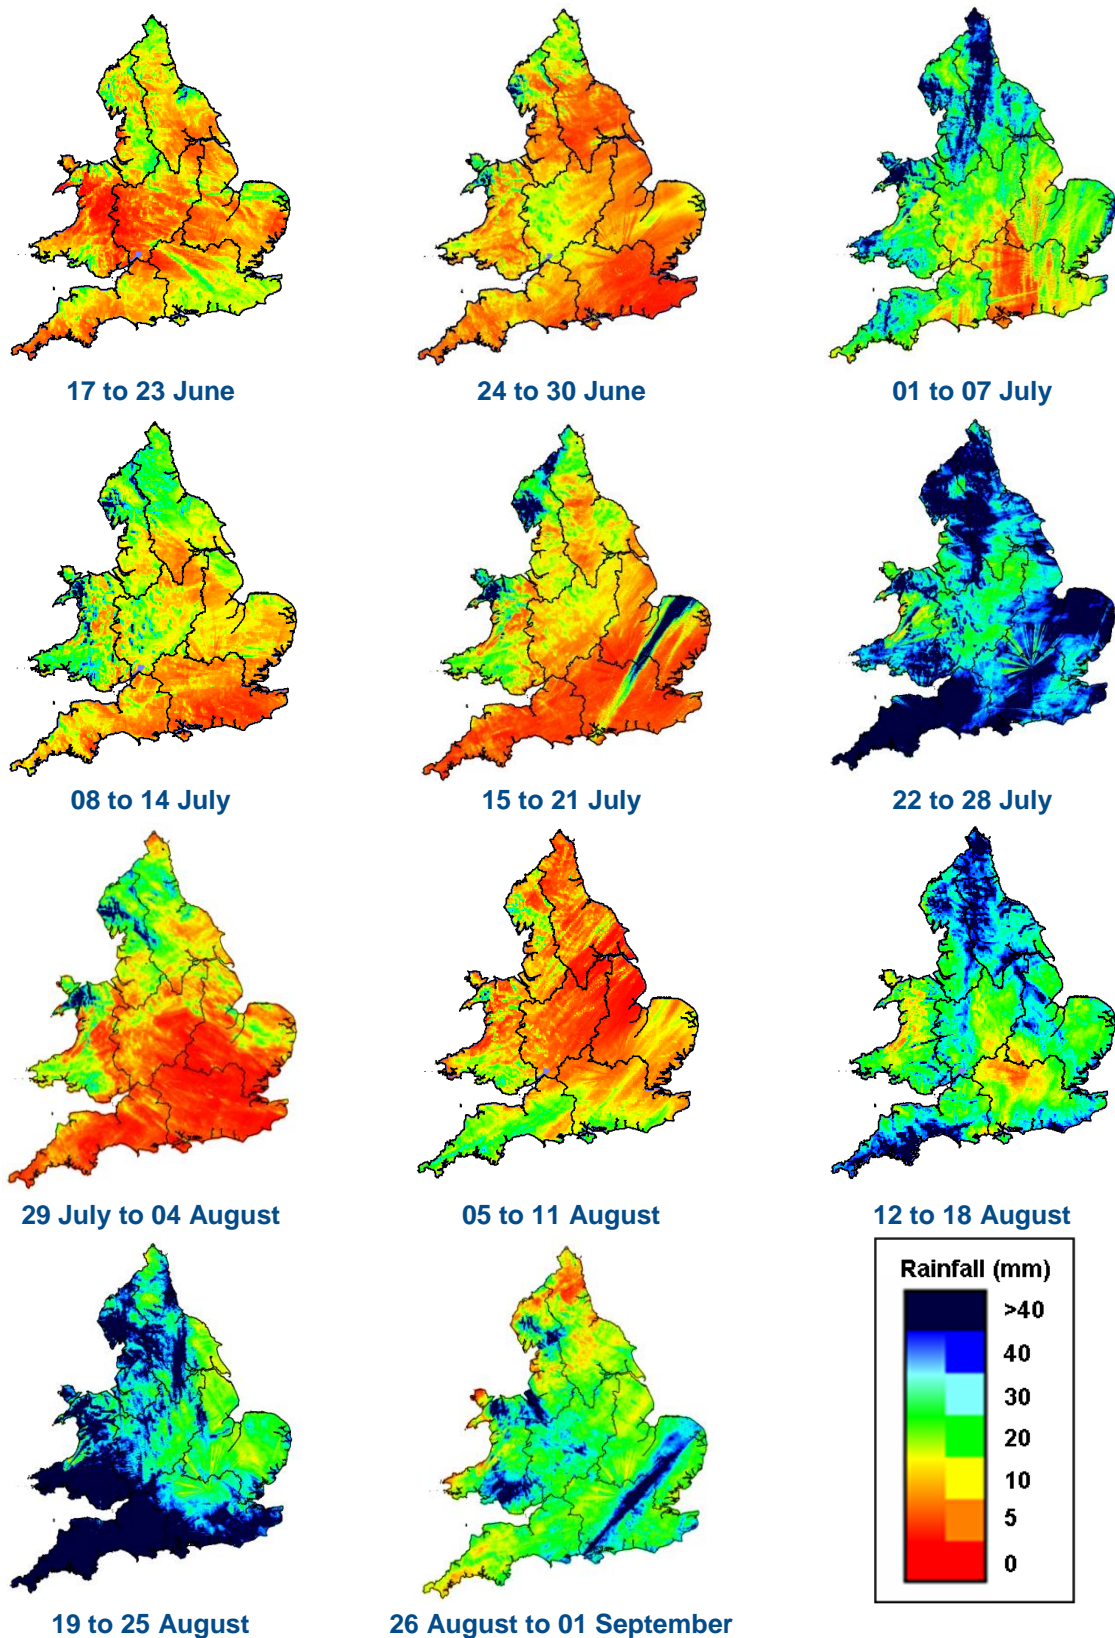 17 to 23 June
24 to 30 June
01 to 07 July
08 to 14 July
15 to 21 July
22 to 28 July
29 July to 04 August
05 to 11 August
12 to 18 August
Rainfall (mm)
>40
40
30
20
10
5
0
19 to 25 August
26 August to 01 September